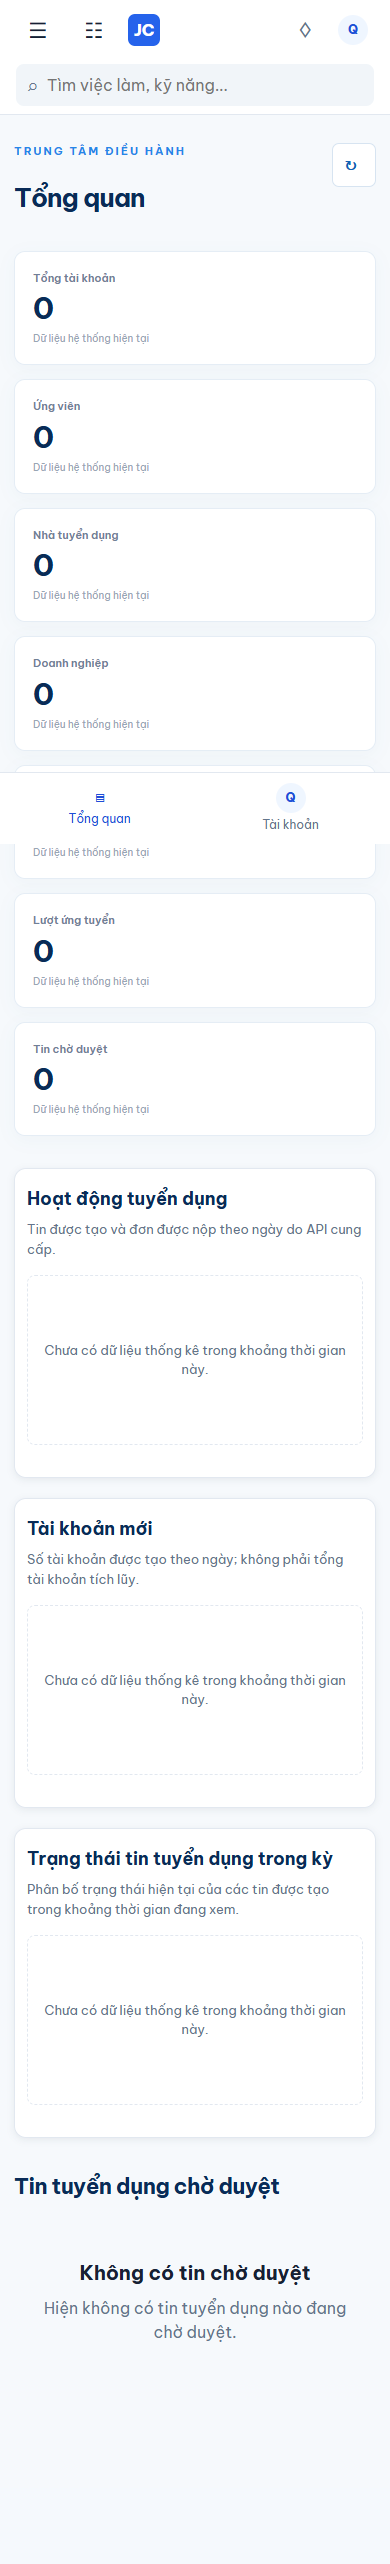 JC
Q
Tìm việc làm, kỹ năng...
TRUNG TÂM ĐIỀU HÀNH
Tổng quan
Tổng tài khoản
0
Dữ liệu hệ thống hiện tại
Ứng viên
0
Dữ liệu hệ thống hiện tại
Nhà tuyển dụng
0
Dữ liệu hệ thống hiện tại
Doanh nghiệp
0
Dữ liệu hệ thống hiện tại
Q
Tổng quan
Tài khoản
Dữ liệu hệ thống hiện tại
Lượt ứng tuyển
0
Dữ liệu hệ thống hiện tại
Tin chờ duyệt
0
Dữ liệu hệ thống hiện tại
Hoạt động tuyển dụng
Tin được tạo và đơn được nộp theo ngày do API cung
cấp.
Chưa có dữ liệu thống kê trong khoảng thời gian
này.
Tài khoản mới
Số tài khoản được tạo theo ngày; không phải tổng
tài khoản tích lũy.
Chưa có dữ liệu thống kê trong khoảng thời gian
này.
Trạng thái tin tuyển dụng trong kỳ
Phân bố trạng thái hiện tại của các tin được tạo
trong khoảng thời gian đang xem.
Chưa có dữ liệu thống kê trong khoảng thời gian
này.
Tin tuyển dụng chờ duyệt
Không có tin chờ duyệt
Hiện không có tin tuyển dụng nào đang
chờ duyệt.